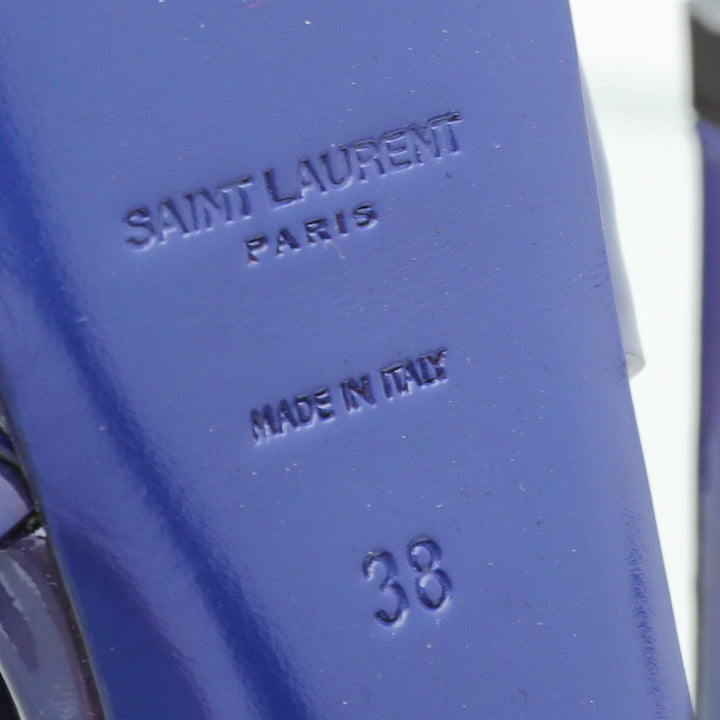 SAINT LAURENT
PARIS
MADE IN ITALY
38